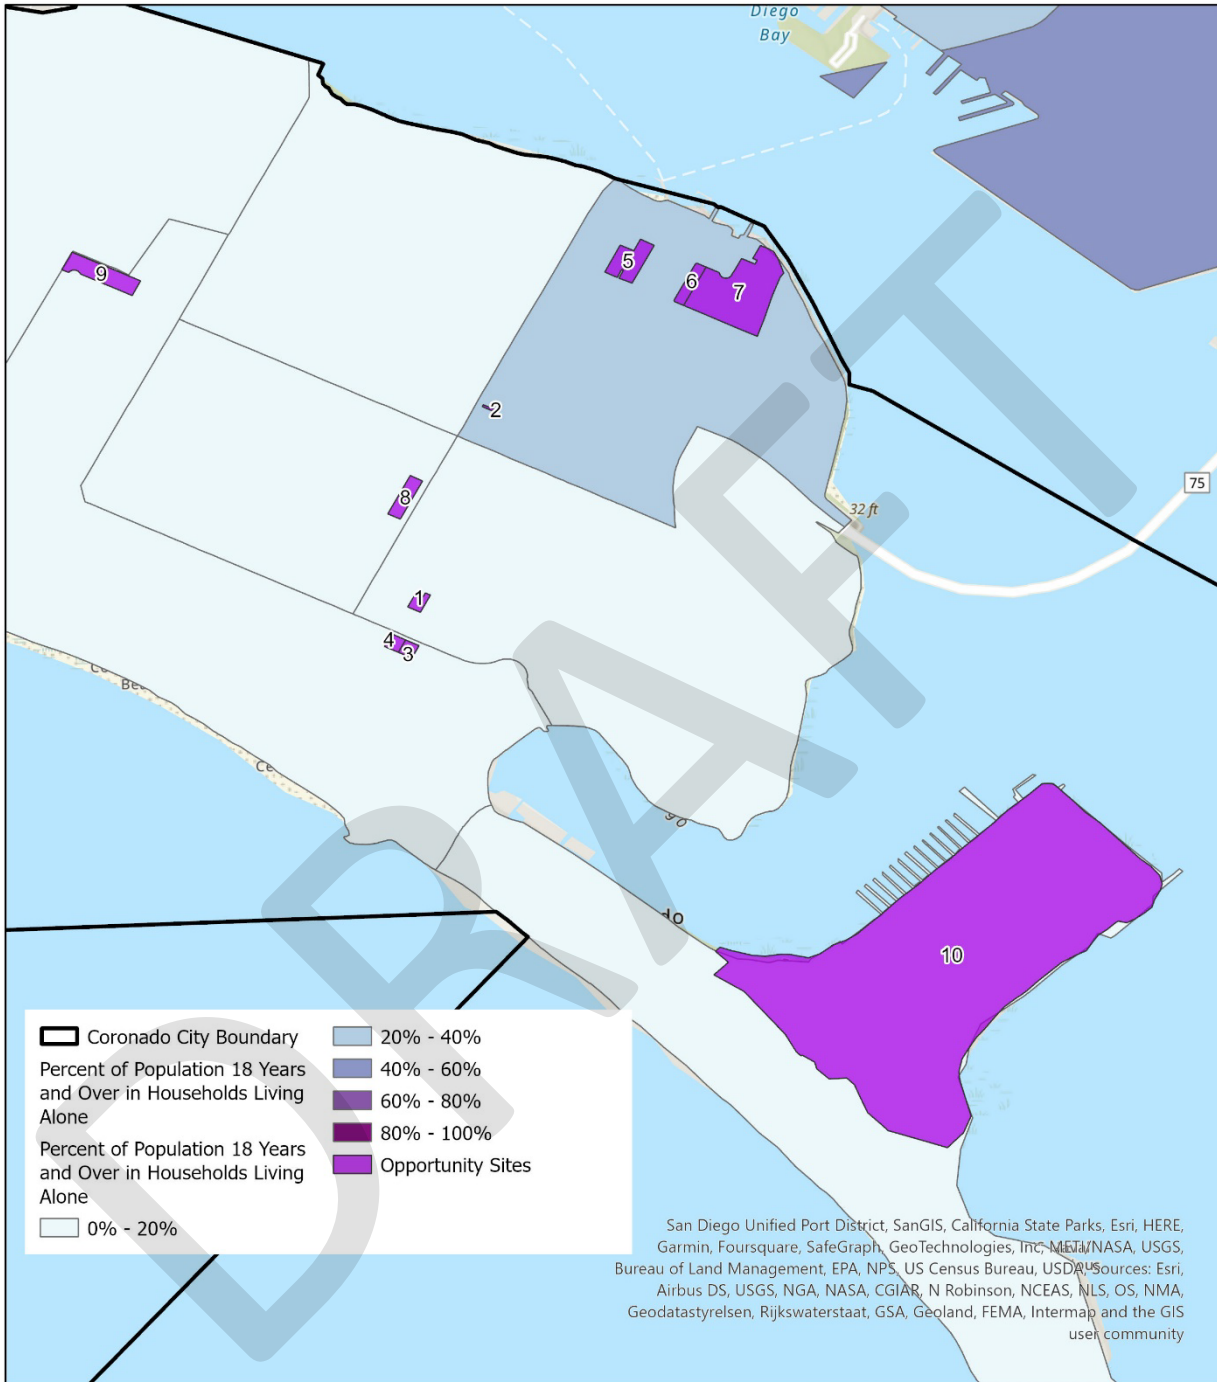 Diego
Bay
9
5
6
7
2
8
75
32 ft
1
4
3
10
Coronado City Boundary
Percent of Population 18 Years
and Over in Households Living
Alone
Percent of Population 18 Years
and Over in Households Living
Alone
0% - 20%
20% - 40%
40% - 60%
60% - 80%
80% - 100%
Opportunity Sites
DRAFT
San Diego Unified Port District, SanGIS, California State Parks, Esri, HERE,
Garmin, Foursquare, SafeGraph, GeoTechnologies, Inc, METI/NASA, USGS,
Bureau of Land Management, EPA, NPS, US Census Bureau, USDA, Sources: Esri,
Airbus DS, USGS, NGA, NASA, CGIAR, N Robinson, NCEAS, NLS, OS, NMA,
Geodatastyrelsen, Rijkswaterstaat, GSA, Geoland, FEMA, Intermap and the GIS
user community